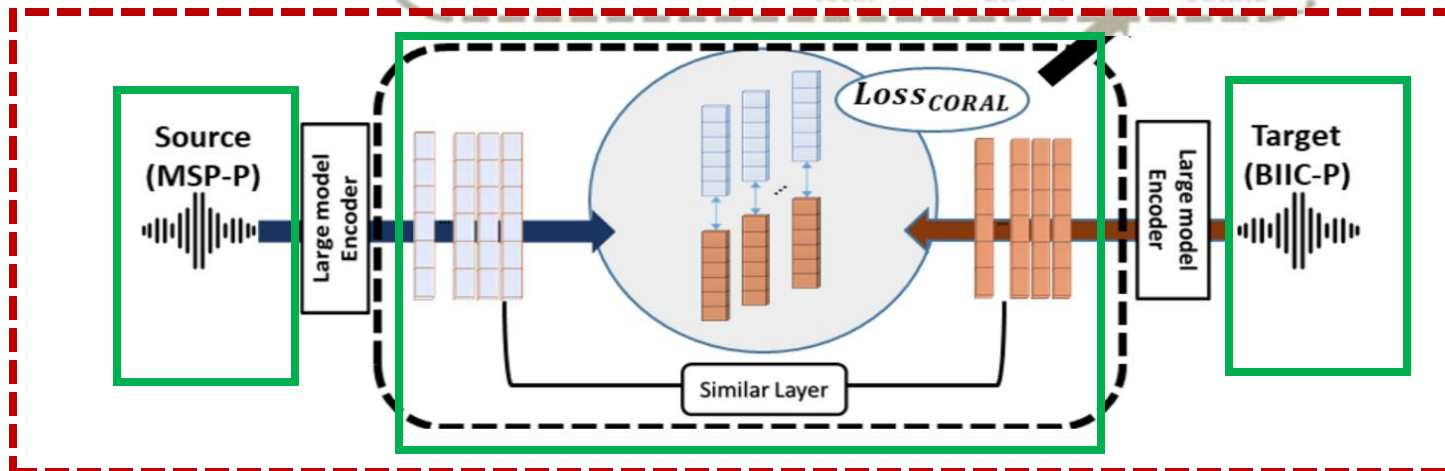 Source
(MSP-P)
Large model
Encoder
Loss_CORAL
Similar Layer
Large model
Encoder
Target
(BIIC-P)